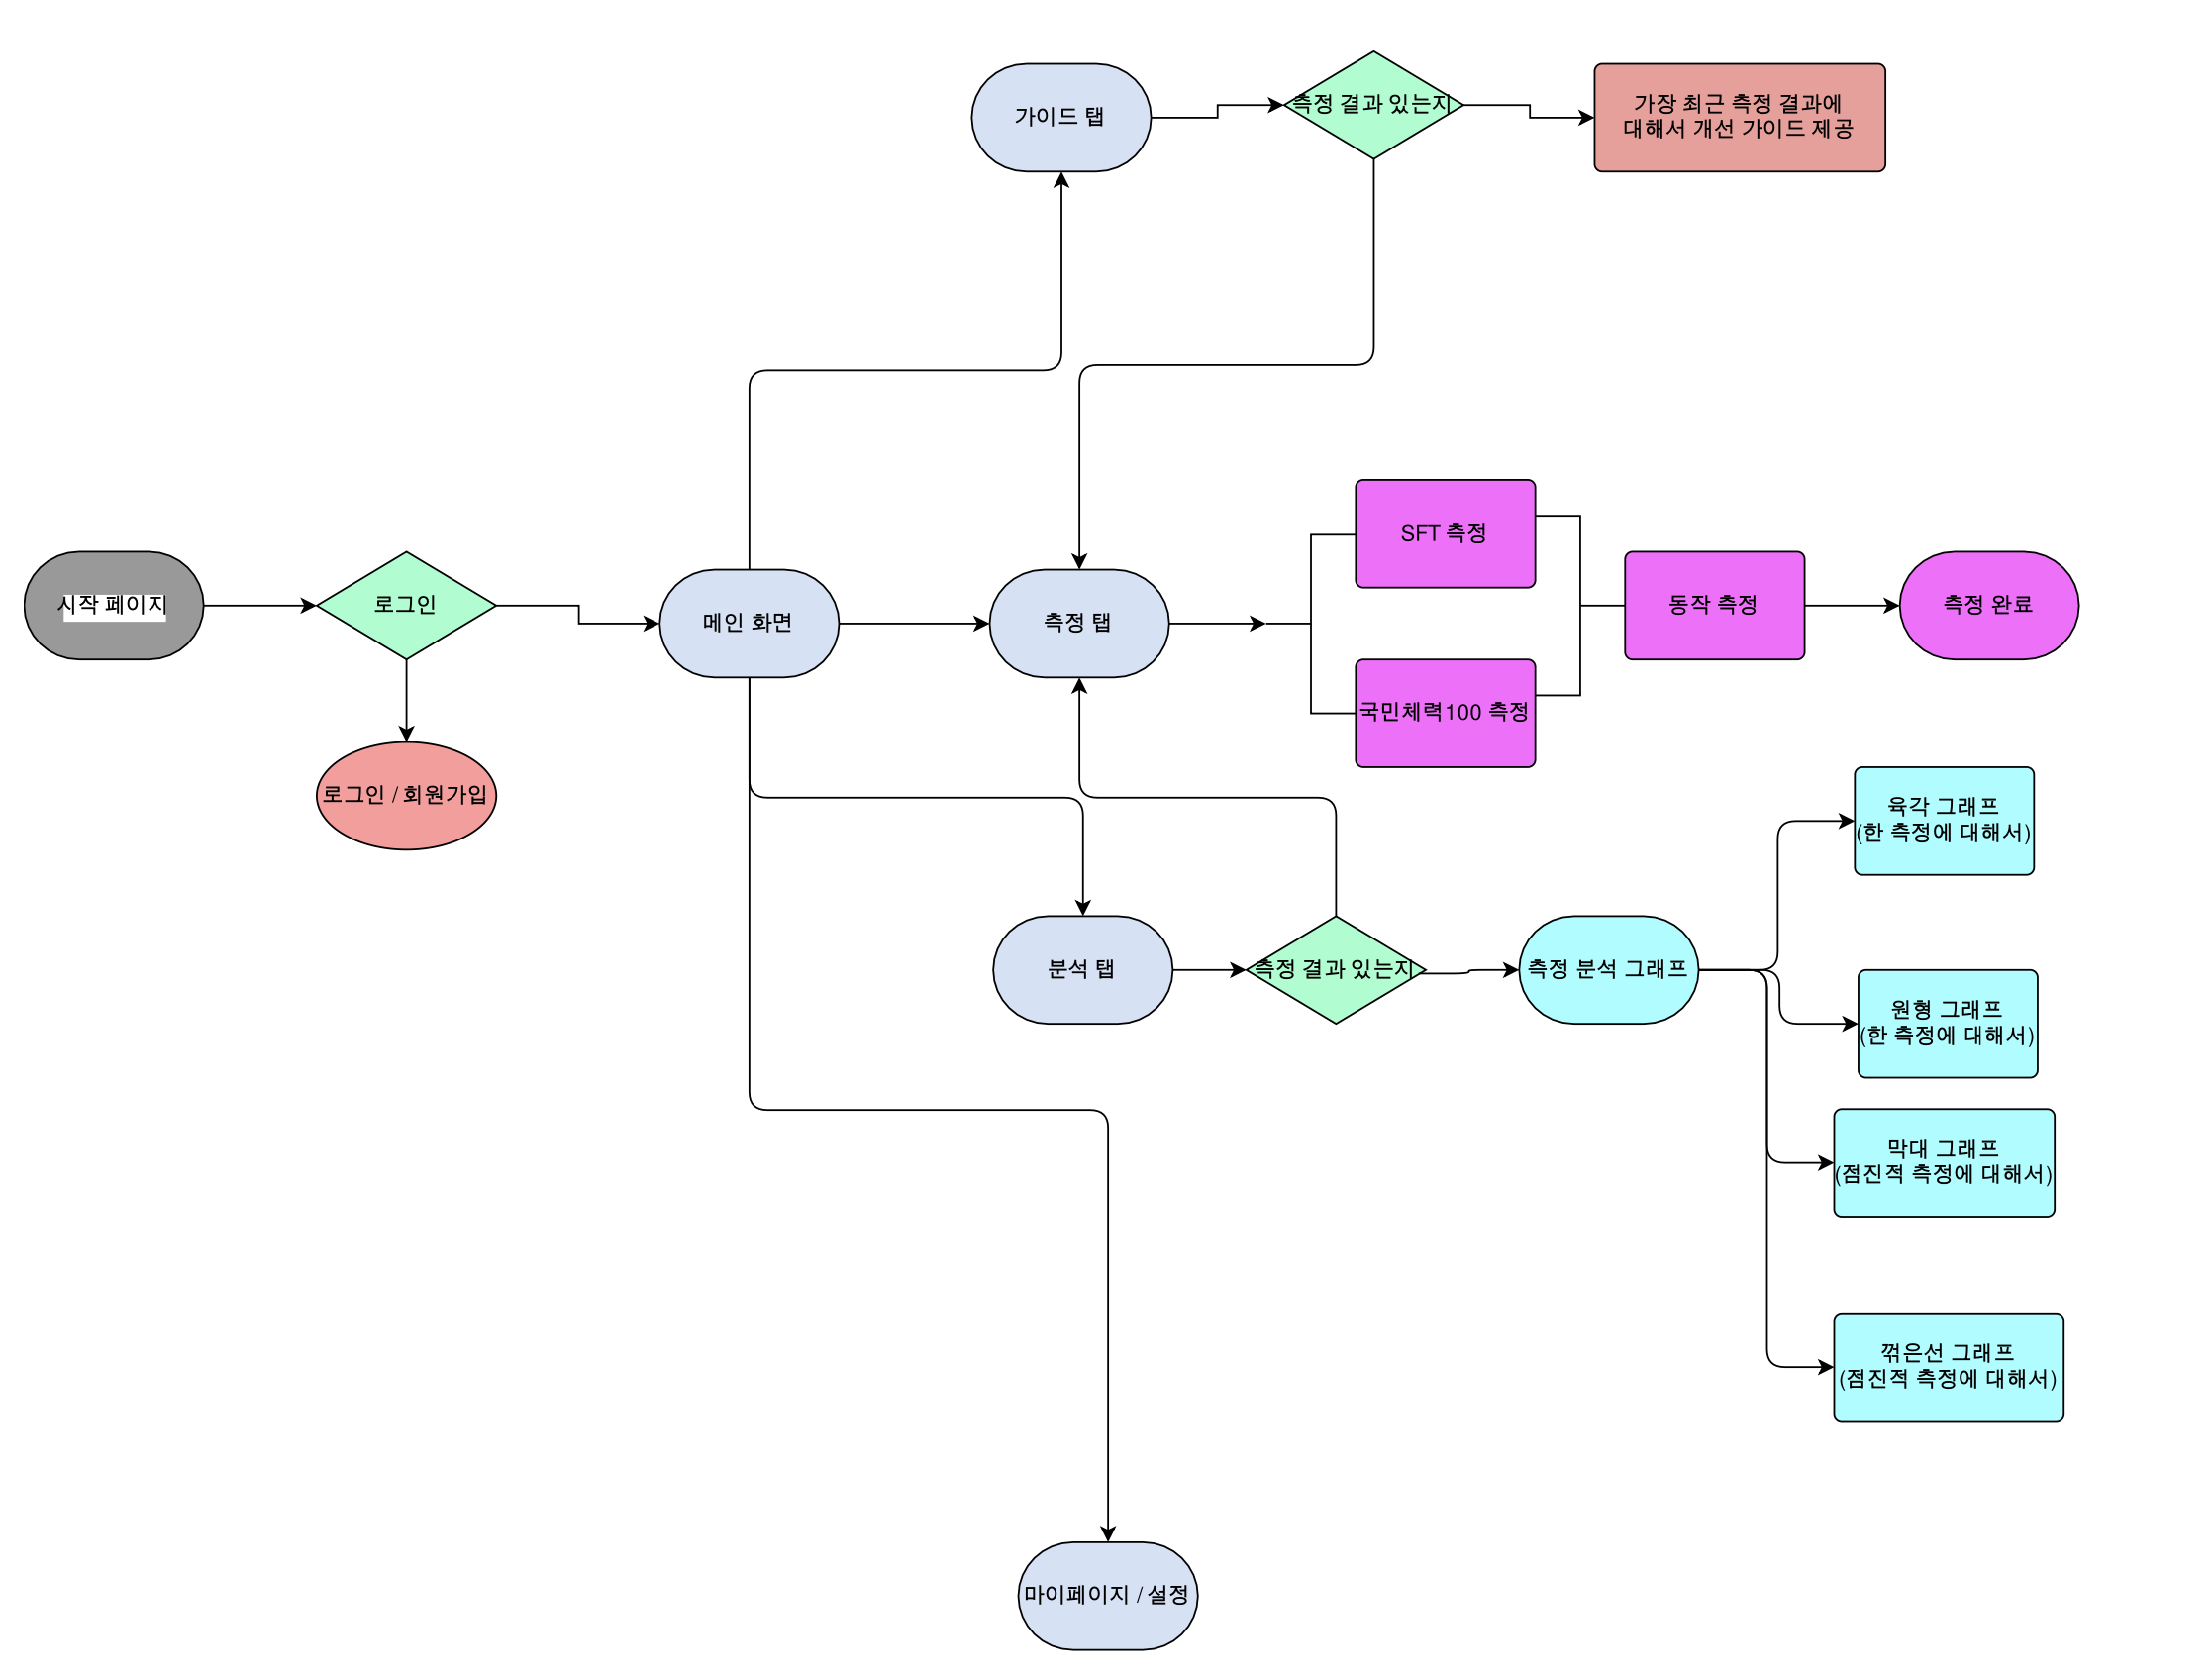 가이드 탭
측정 결과 있는지
가장 최근 측정 결과에
대해서 개선 가이드 제공
시작 페이지
로그인
메인 화면
측정 탭
SFT 측정
국민체력100 측정
동작 측정
측정 완료
로그인 / 회원가입
분석 탭
측정 결과 있는지
측정 분석 그래프
육각 그래프
(한 측정에 대해서)
원형 그래프
(한 측정에 대해서)
막대 그래프
(점진적 측정에 대해서)
꺾은선 그래프
(점진적 측정에 대해서)
마이페이지 / 설정